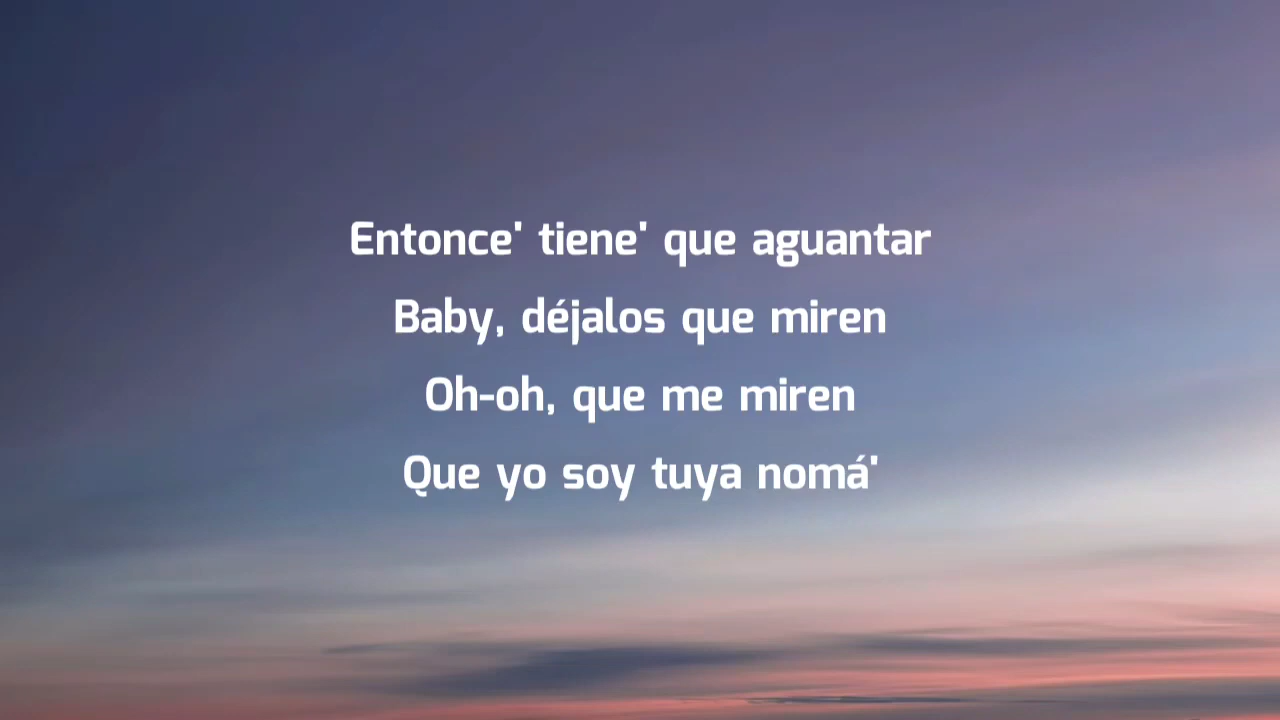 Entonce' tiene' que aguantar
Baby, déjalos que miren
Oh-oh, que me miren
Que yo soy tuya nomá'